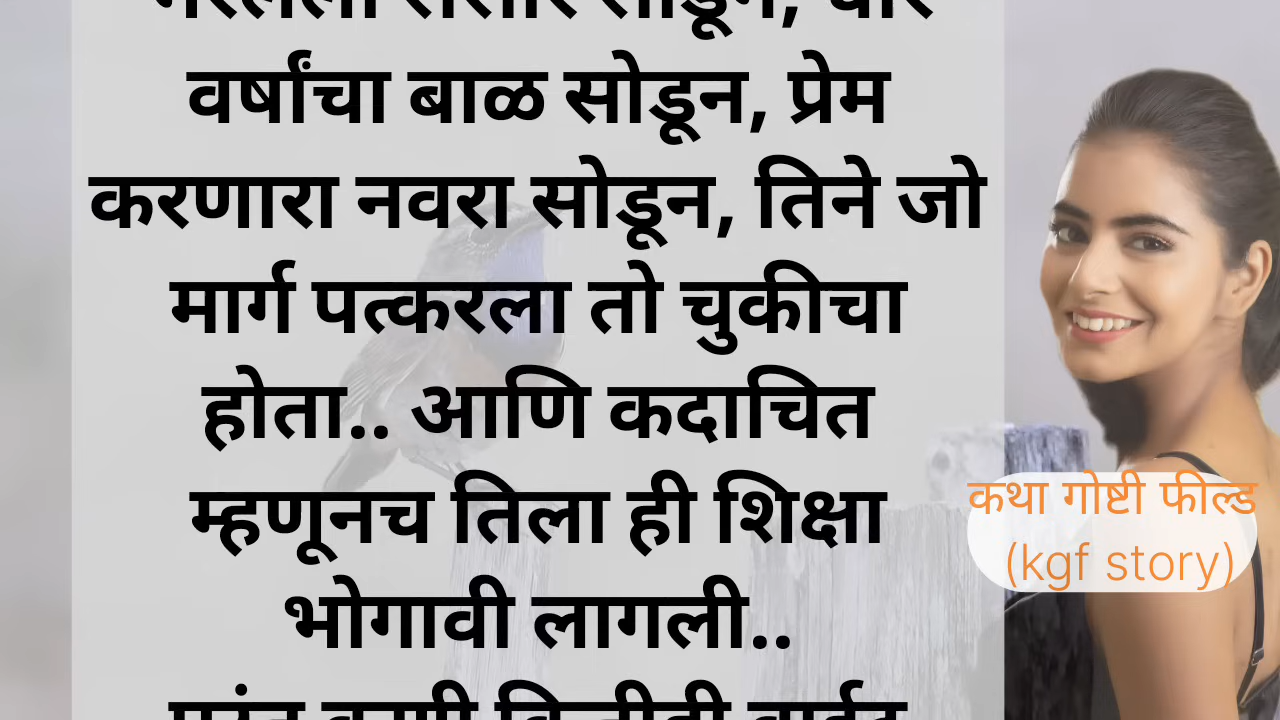 संसार सोडून, चार
वर्षांचा बाळ सोडून, प्रेम
करणारा नवरा सोडून, तिने जो
मार्ग पत्करला तो चुकीचा
होता.. आणि कदाचित
म्हणूनच तिला ही शिक्षा
भोगावी लागली..
कथा गोष्टी फील्ड
(kgf story)